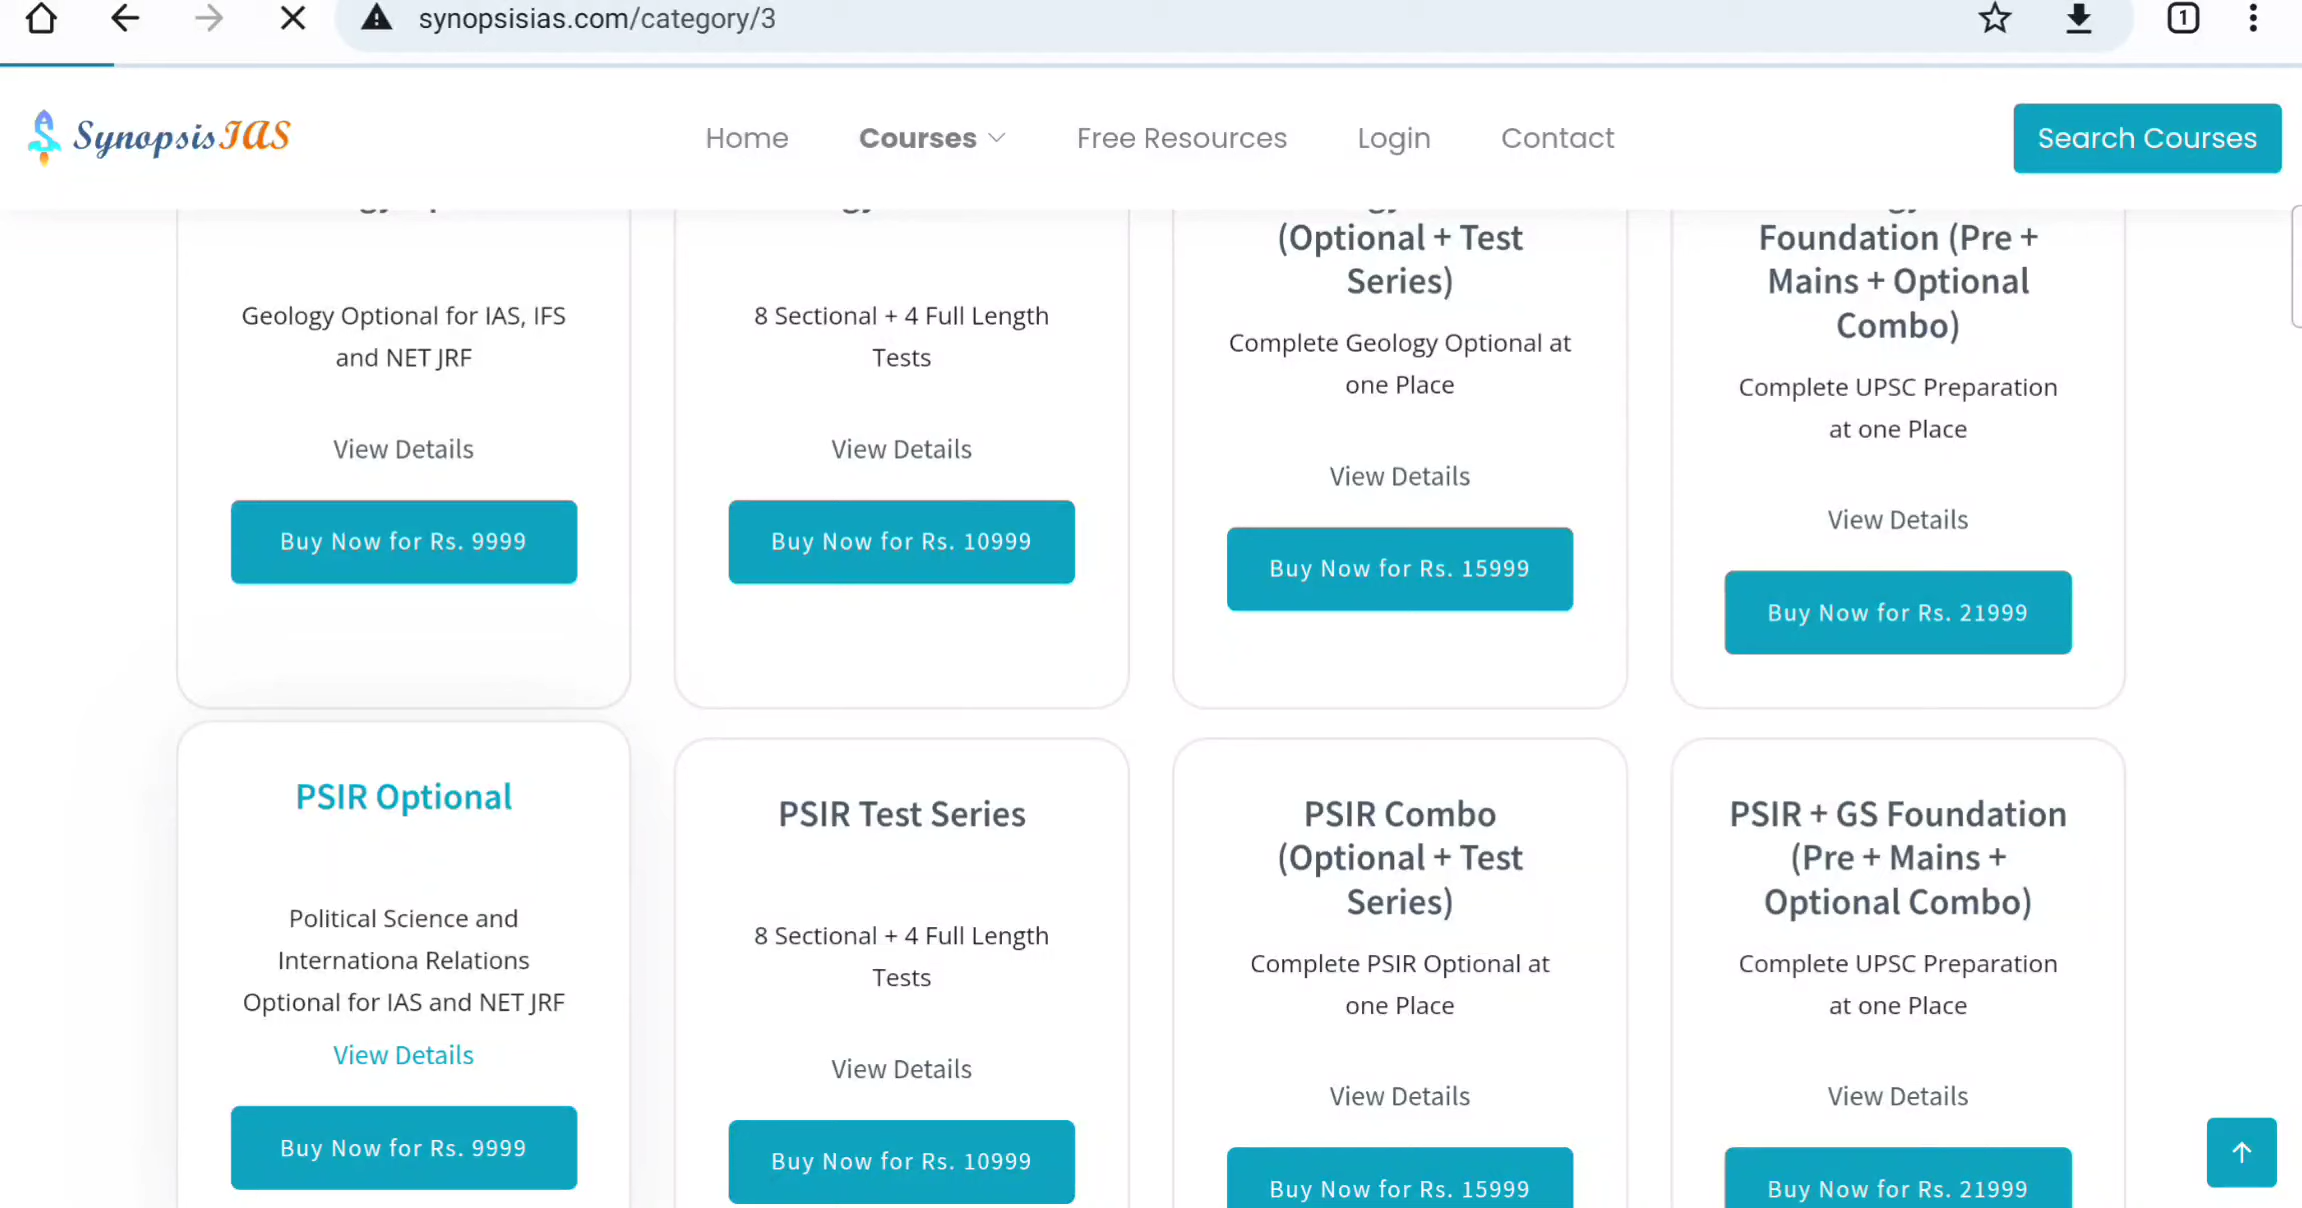 synopsisias.com/category/3
1
SynopsisIAS
Home
Courses
Free Resources
Login
Contact
Search Courses
Geology Optional for IAS, IFS
and NET JRF
View Details
Buy Now for Rs. 9999
8 Sectional + 4 Full Length
Tests
View Details
Buy Now for Rs. 10999
(Optional + Test
Series)
Complete Geology Optional at
one Place
View Details
Buy Now for Rs. 15999
Foundation (Pre +
Mains + Optional
Combo)
Complete UPSC Preparation
at one Place
View Details
Buy Now for Rs. 21999
PSIR Optional
Political Science and
Internationa Relations
Optional for IAS and NET JRF
View Details
Buy Now for Rs. 9999
PSIR Test Series
8 Sectional + 4 Full Length
Tests
View Details
Buy Now for Rs. 10999
PSIR Combo
(Optional + Test
Series)
Complete PSIR Optional at
one Place
View Details
Buy Now for Rs. 15999
PSIR + GS Foundation
(Pre + Mains +
Optional Combo)
Complete UPSC Preparation
at one Place
View Details
Buy Now for Rs. 21999